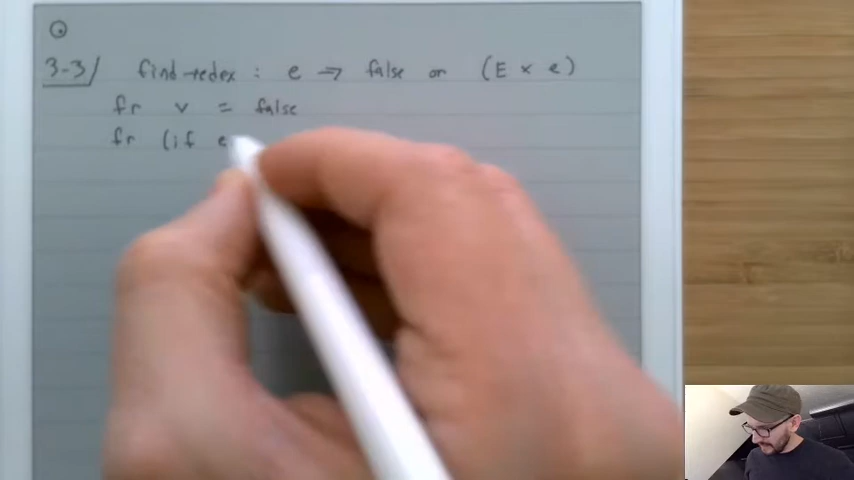 3-3/ find-redex : e → false or (E × e)
fr v = false
fr (if e